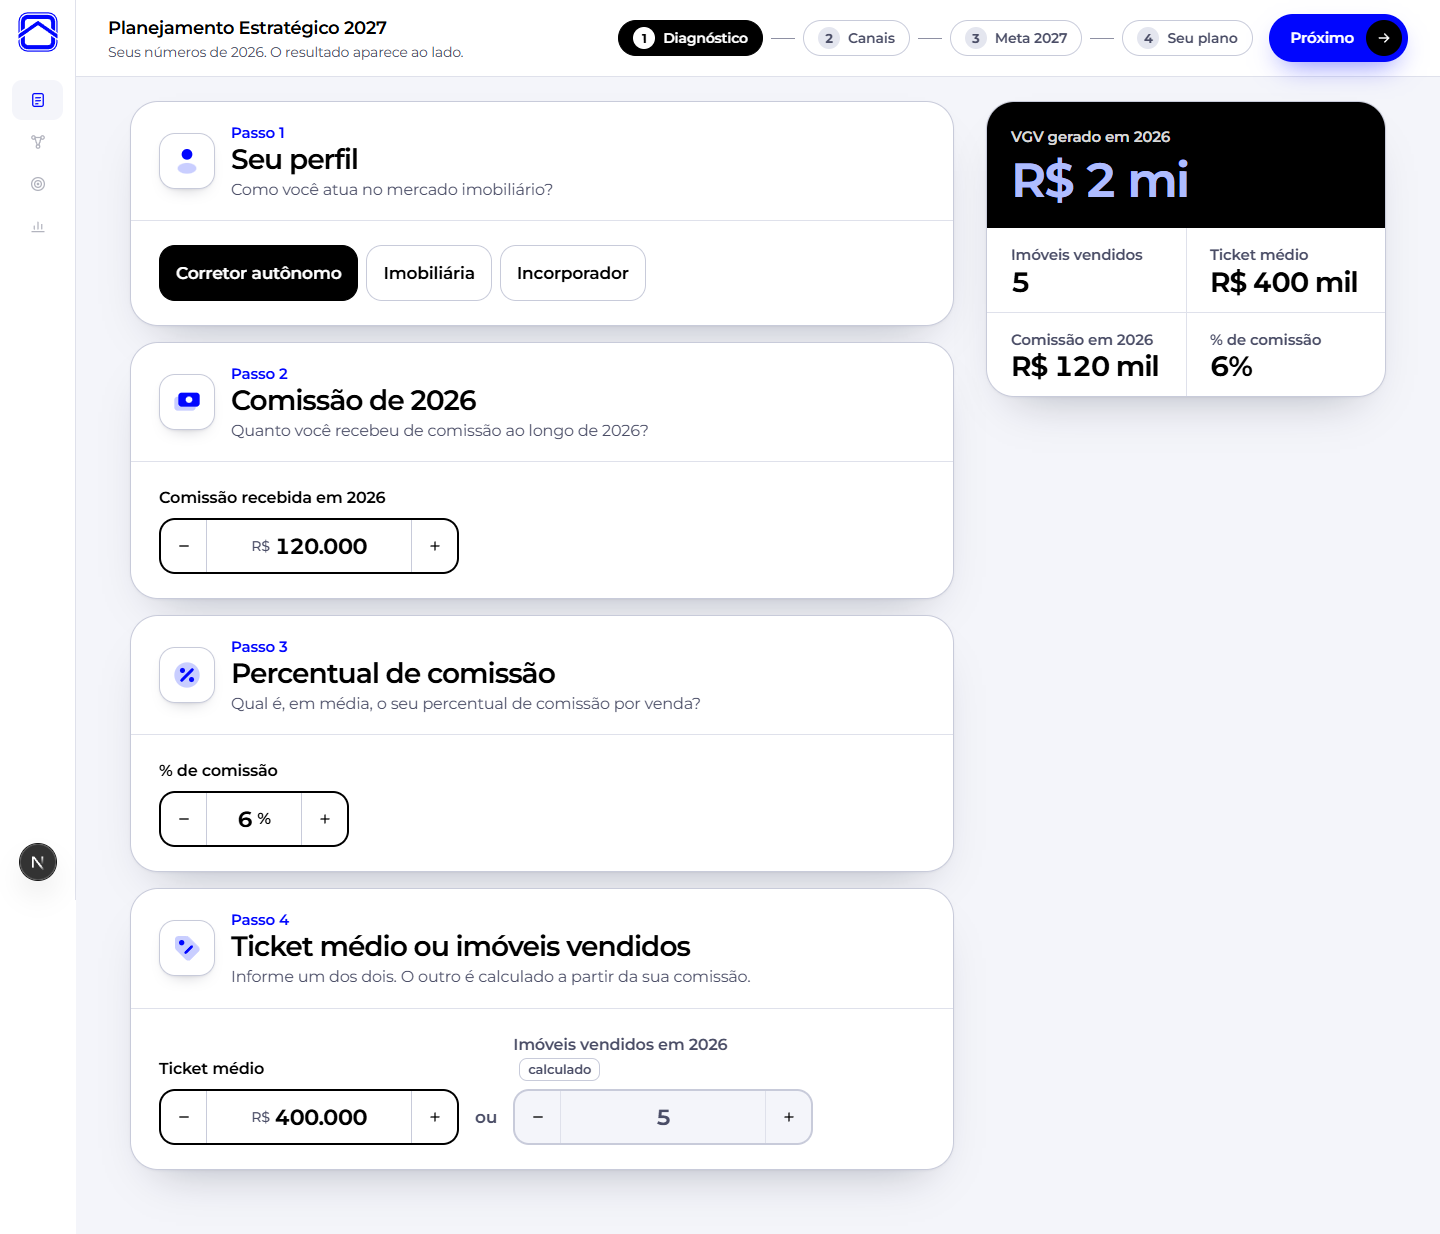 Planejamento Estratégico 2027
Seus números de 2026. O resultado aparece ao lado.
1 Diagnóstico
2 Canais
3 Meta 2027
4 Seu plano
Próximo
Passo 1
Seu perfil
Como você atua no mercado imobiliário?
Corretor autônomo
Imobiliária
Incorporador
Passo 2
Comissão de 2026
Quanto você recebeu de comissão ao longo de 2026?
Comissão recebida em 2026
− R$ 120.000 +
Passo 3
Percentual de comissão
Qual é, em média, o seu percentual de comissão por venda?
% de comissão
− 6 % +
Passo 4
Ticket médio ou imóveis vendidos
Informe um dos dois. O outro é calculado a partir da sua comissão.
Ticket médio
− R$ 400.000 +
ou
Imóveis vendidos em 2026
calculado
− 5 +
VGV gerado em 2026
R$ 2 mi
Imóveis vendidos
5
Ticket médio
R$ 400 mil
Comissão em 2026
R$ 120 mil
% de comissão
6%
N